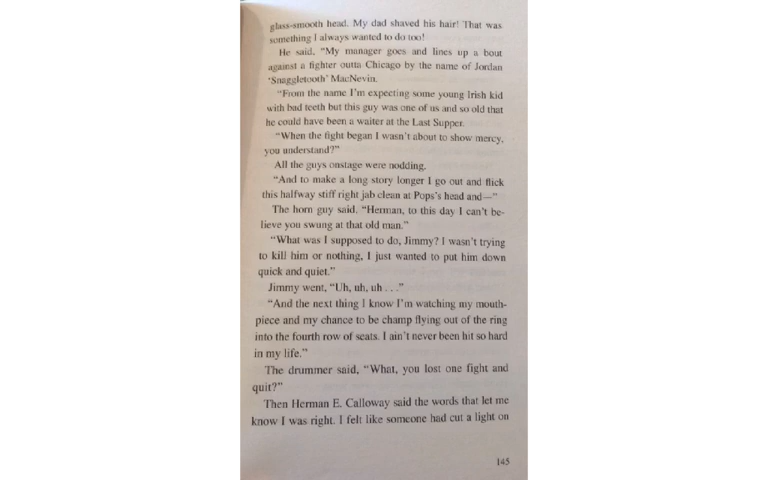 glass-smooth head. My dad shaved his hair! That was
something I always wanted to do too!
He said, "My manager goes and lines up a bout
against a fighter outta Chicago by the name of Jordan
'Snaggletooth' MacNevin.
"From the name I'm expecting some young Irish kid
with bad teeth but this guy was one of us and so old that
he could have been a waiter at the Last Supper.
"When the fight began I wasn't about to show mercy,
you understand?"
All the guys onstage were nodding.
"And to make a long story longer I go out and flick
this halfway stiff right jab clean at Pops's head and—"
The horn guy said, "Herman, to this day I can't be-
lieve you swung at that old man."
"What was I supposed to do, Jimmy? I wasn't trying
to kill him or nothing, I just wanted to put him down
quick and quiet."
Jimmy went, "Uh, uh, uh . . ."
"And the next thing I know I'm watching my mouth-
piece and my chance to be champ flying out of the ring
into the fourth row of seats. I ain't never been hit so hard
in my life."
The drummer said, "What, you lost one fight and
quit?"
Then Herman E. Calloway said the words that let me
know I was right. I felt like someone had cut a light on
145